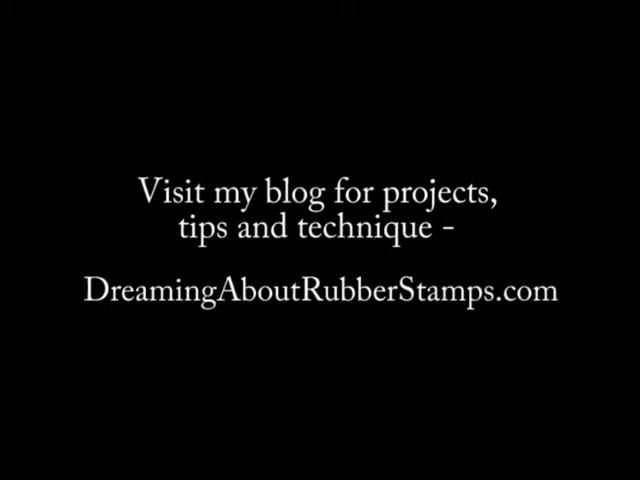 Visit my blog for projects,
tips and technique -
DreamingAboutRubberStamps.com